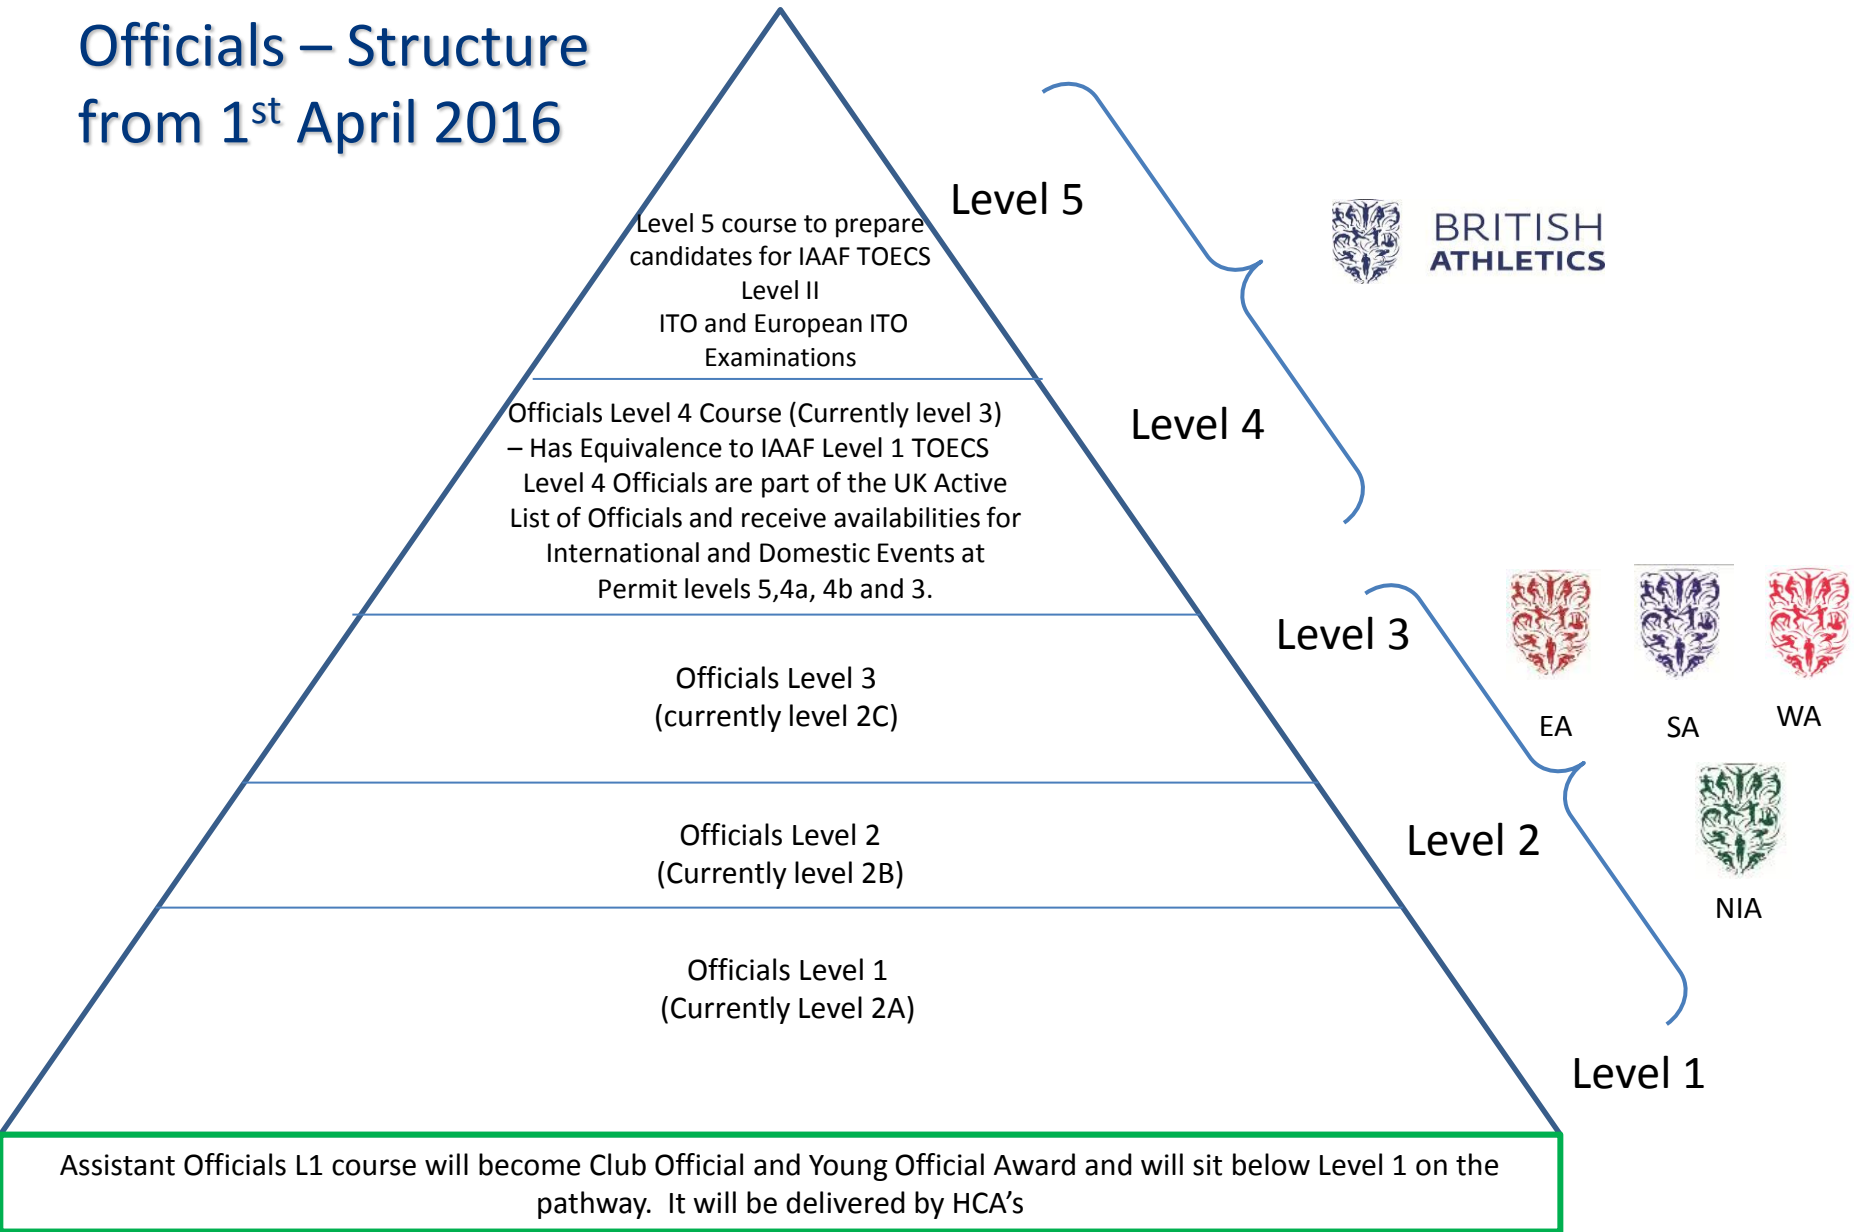 Officials – Structure
from 1st April 2016
Level 5
BRITISH
ATHLETICS
Level 5 course to prepare
candidates for IAAF TOECS
Level II
ITO and European ITO
Examinations
Level 4
Officials Level 4 Course (Currently level 3)
– Has Equivalence to IAAF Level 1 TOECS
Level 4 Officials are part of the UK Active
List of Officials and receive availabilities for
International and Domestic Events at
Permit levels 5,4a, 4b and 3.
Level 3
EA
SA
WA
Officials Level 3
(currently level 2C)
Level 2
NIA
Officials Level 2
(Currently level 2B)
Officials Level 1
(Currently Level 2A)
Level 1
Assistant Officials L1 course will become Club Official and Young Official Award and will sit below Level 1 on the
pathway. It will be delivered by HCA's